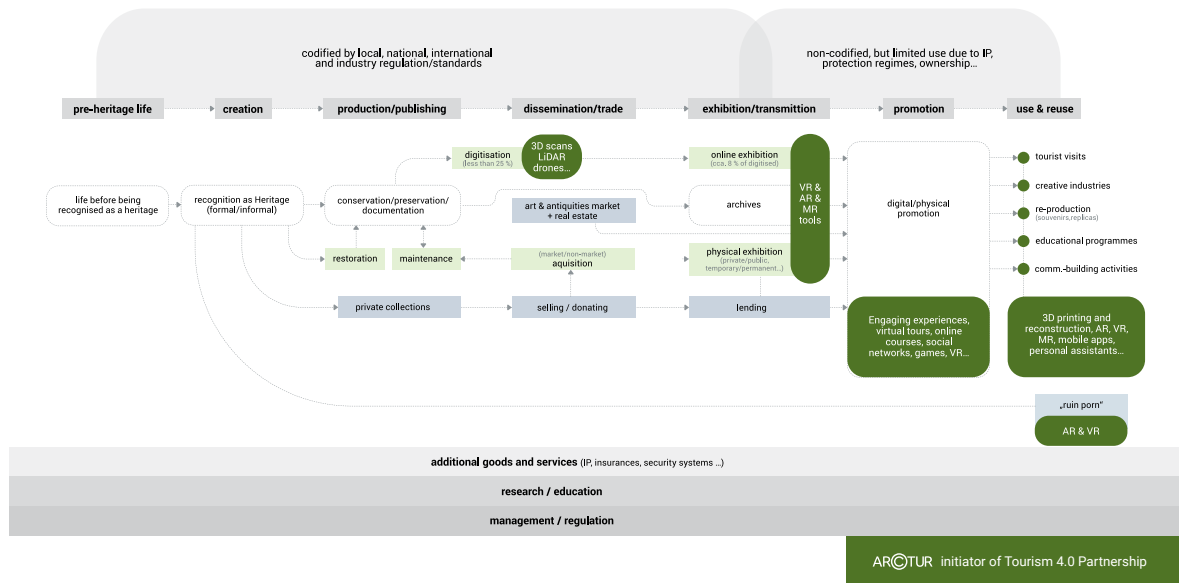 codified by local, national, international
and industry regulation/standards
non-codified, but limited use due to IP,
protection regimes, ownership...
pre-heritage life
creation
production/publishing
dissemination/trade
exhibition/transmittion
promotion
use & reuse
digitisation
(less than 25 %)
3D scans
LiDAR
drones...
online exhibition
(cca. 8 % of digitised)
VR &
AR &
MR
tools
life before being
recognised as a heritage
recognition as Heritage
(formal/informal)
conservation/preservation/
documentation
art & antiquities market
+ real estate
archives
digital/physical
promotion
tourist visits
creative industries
re-production
(souvenirs,replicas)
educational programmes
comm.-building activities
restoration
maintenance
(market/non-market)
aquisition
physical exhibition
(private/public,
temporary/permanent...)
private collections
selling / donating
lending
Engaging experiences,
virtual tours, online
courses, social
networks, games, VR...
3D printing and
reconstruction, AR, VR,
MR, mobile apps,
personal assistants...
„ruin porn“
AR & VR
additional goods and services (IP, insurances, security systems ...)
research / education
management / regulation
ARCTUR initiator of Tourism 4.0 Partnership